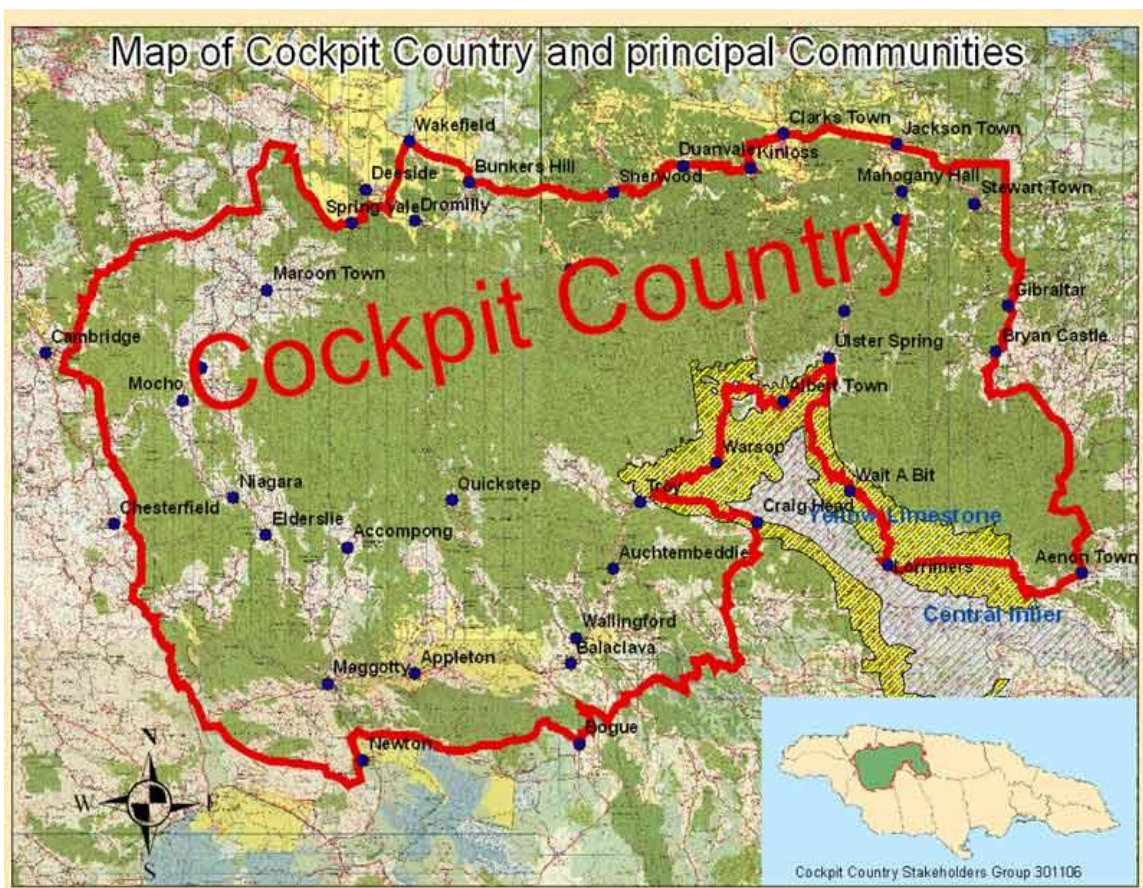 Map of Cockpit Country and principal Communities
Clarks Town
Wakefield
Jackson Town
Duanvale
Kinloss
Bunkers Hill
Deeside
Sherwood
Mahogany Hall
Stewart Town
Spring Vale
Dromilly
Cockpit Country
Maroon Town
Gibraltar
Cambridge
Ulster Spring
Bryan Castle
Mocho
Albert Town
Warsop
Wait A Bit
Niagara
Quickstep
Troy
Chesterfield
Craig Head
Elderslie
Yellow Limestone
Accompong
Auchtembeddie
Aenon Town
Lorrimers
Central Inlier
Wallingford
Balaclava
Maggotty
Appleton
Newton
Bogue
N
W
E
S
Cockpit Country Stakeholders Group 301106